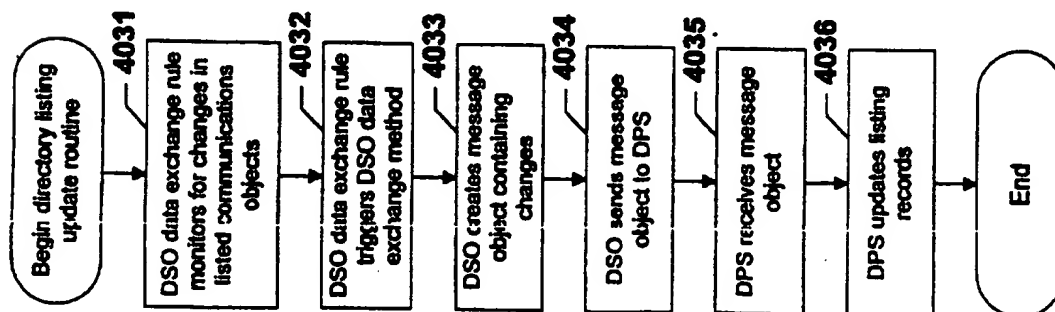 Begin directory listing
update routine
4031
DSO data exchange rule
monitors for changes in
listed communications
objects
4032
DSO data exchange rule
triggers DSO data
exchange method
4033
DSO creates message
object containing
changes
4034
DSO sends message
object to DPS
4035
DPS receives message
object
4036
DPS updates listing
records
End